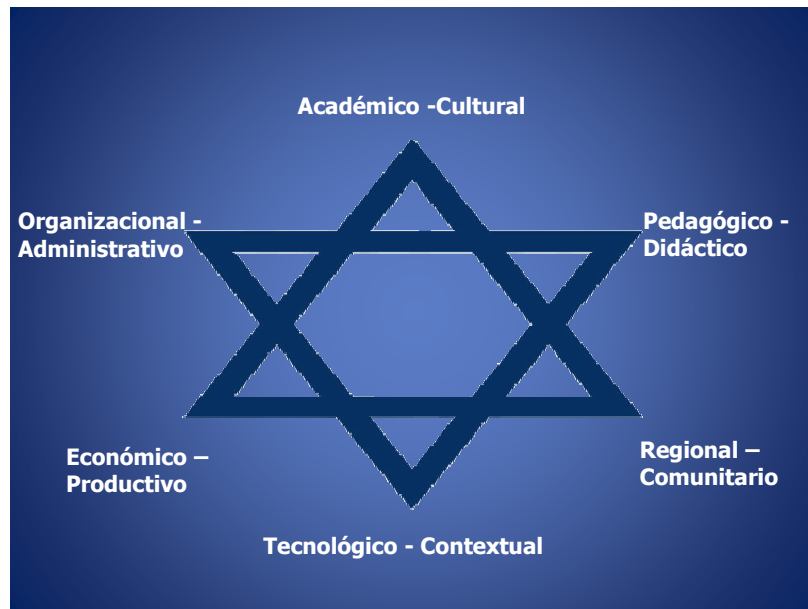 Académico -Cultural
Organizacional -
Administrativo
Pedagógico -
Didáctico
Económico –
Productivo
Regional –
Comunitario
Tecnológico - Contextual